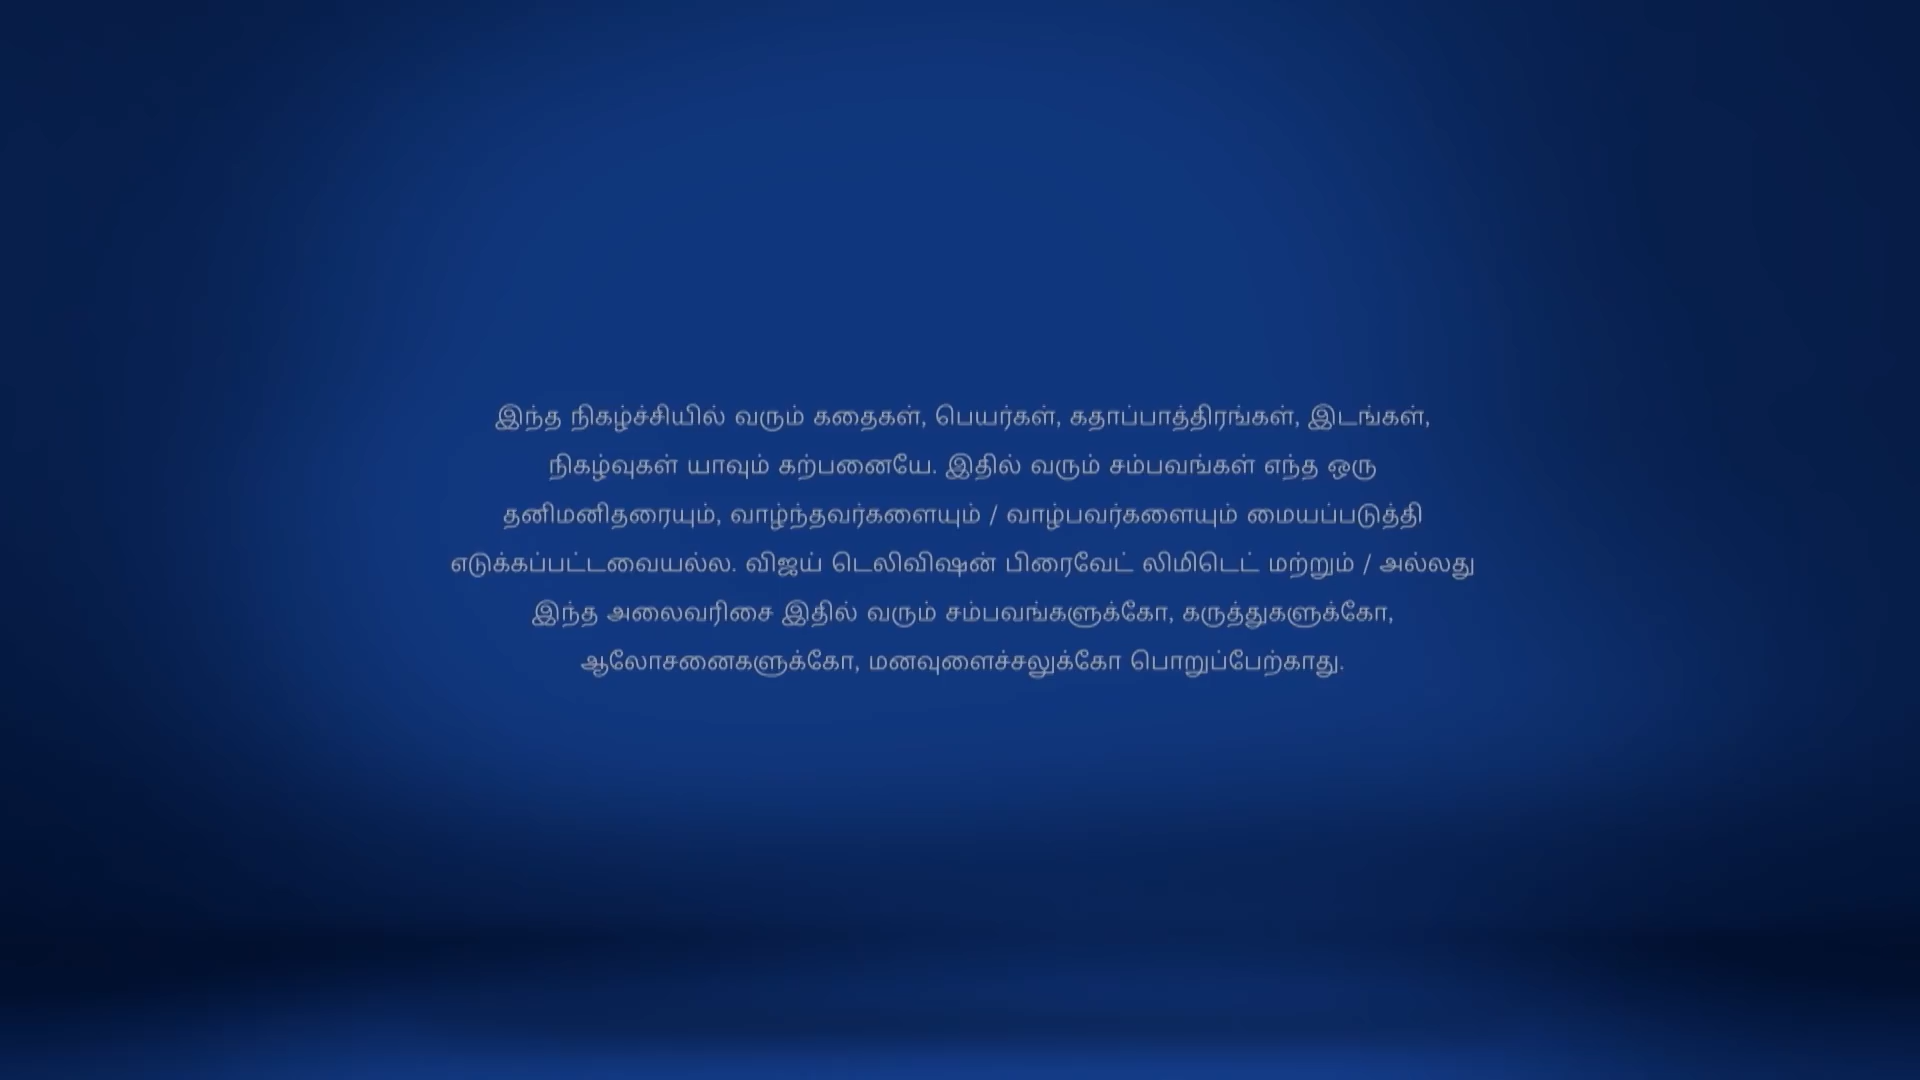 இந்த நிகழ்ச்சியில் வரும் கதைகள், பெயர்கள், கதாப்பாத்திரங்கள், இடங்கள்,
நிகழ்வுகள் யாவும் கற்பனையே. இதில் வரும் சம்பவங்கள் எந்த ஒரு
தனிமனிதரையும், வாழ்ந்தவர்களையும் / வாழ்பவர்களையும் மையப்படுத்தி
எடுக்கப்பட்டவையல்ல. விஜய் டெலிவிஷன் பிரைவேட் லிமிடெட் மற்றும் / அல்லது
இந்த அலைவரிசை இதில் வரும் சம்பவங்களுக்கோ, கருத்துகளுக்கோ,
ஆலோசனைகளுக்கோ, மனவுளைச்சலுக்கோ பொறுப்பேற்காது.